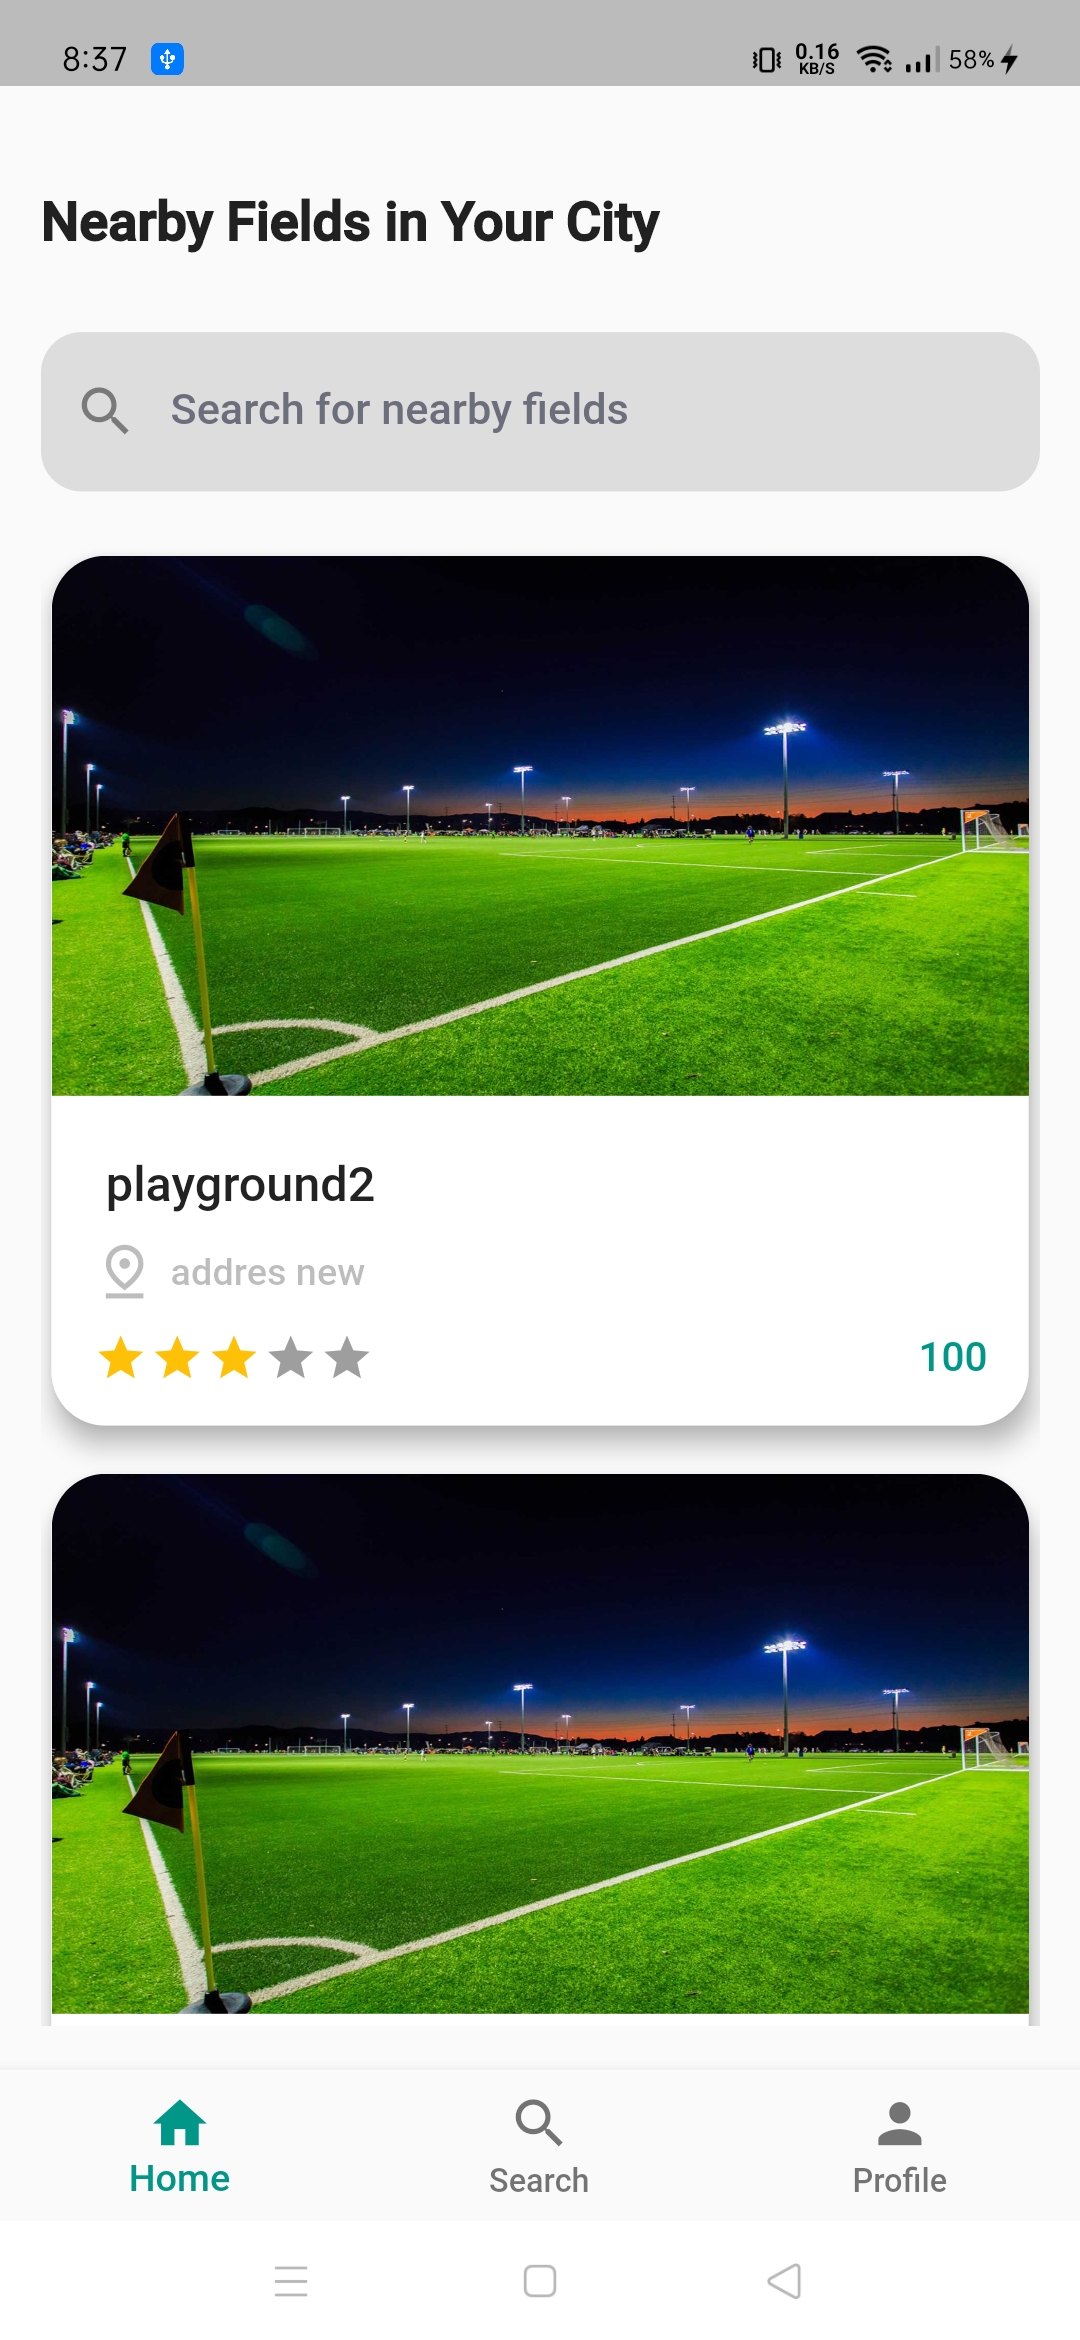 8:37
0.16
KB/S
58%
Nearby Fields in Your City
Search for nearby fields
playground2
addres new
100
Home
Search
Profile